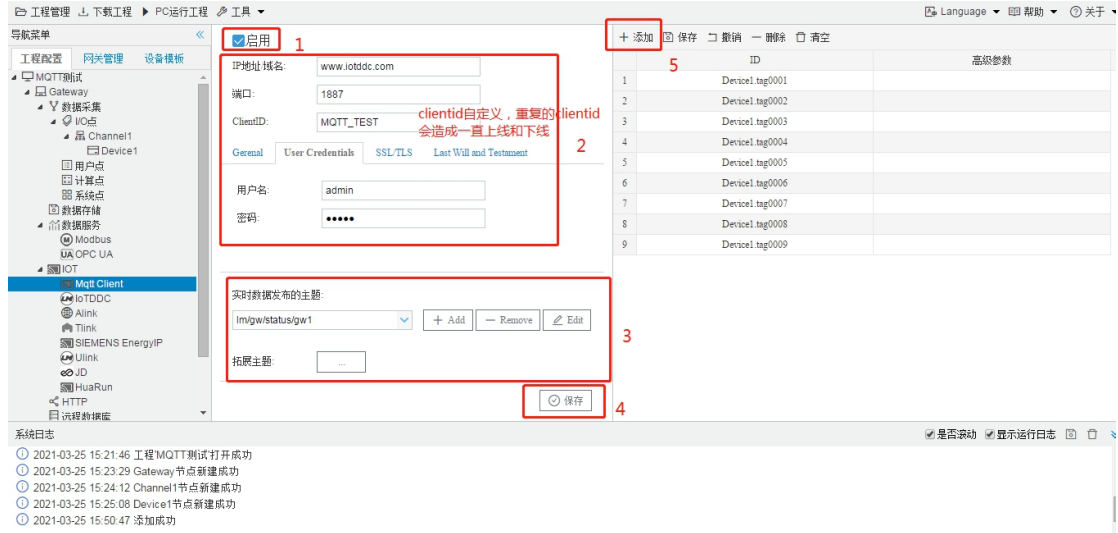 工程管理 下载工程 PC运行工程 工具 Language 帮助 关于
导航菜单
工程配置 网关管理 设备模板
MQTT测试
Gateway
数据采集
I/O点
Channel1
Device1
用户点
计算点
系统点
数据存储
数据服务
Modbus
OPC UA
IOT
Mqtt Client
IoTDDC
Alink
Tlink
SIEMENS EnergyIP
Ulink
JD
HuaRun
HTTP
远程数据库
启用 1
IP地址/域名: www.iotddc.com
端口: 1887
ClientID: MQTT_TEST
clientid自定义，重复的clientid
会造成一直上线和下线
2
Gerenal User Credentials SSL/TLS Last Will and Testament
用户名: admin
密码: •••••
实时数据发布的主题:
lm/gw/status/gw1 Add Remove Edit
3
拓展主题: ...
保存 4
添加 保存 撤销 删除 清空
5
ID 高级参数
1 Device1.tag0001
2 Device1.tag0002
3 Device1.tag0003
4 Device1.tag0004
5 Device1.tag0005
6 Device1.tag0006
7 Device1.tag0007
8 Device1.tag0008
9 Device1.tag0009
系统日志 是否滚动 显示运行日志
2021-03-25 15:21:46 工程'MQTT测试'打开成功
2021-03-25 15:23:29 Gateway节点新建成功
2021-03-25 15:24:12 Channel1节点新建成功
2021-03-25 15:25:08 Device1节点新建成功
2021-03-25 15:50:47 添加成功